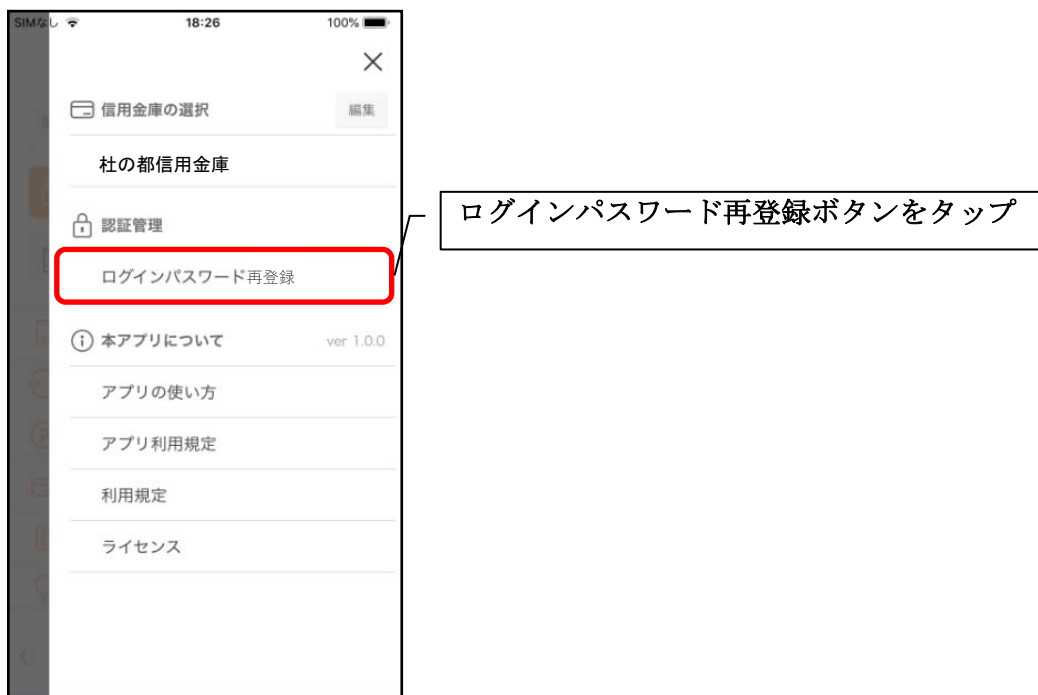 SIMなし 18:26 100%
信用金庫の選択 編集
杜の都信用金庫
認証管理
ログインパスワード再登録ボタンをタップ
ログインパスワード再登録
本アプリについて ver 1.0.0
アプリの使い方
アプリ利用規定
利用規定
ライセンス